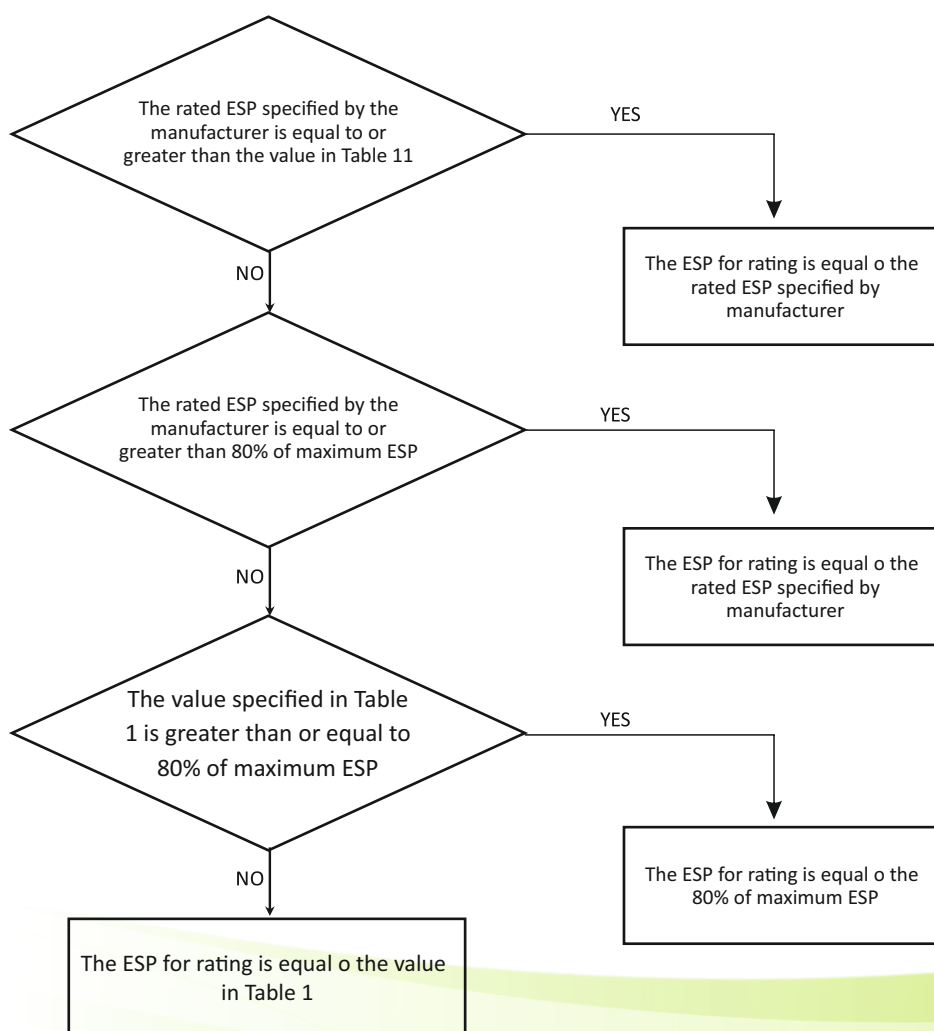 The rated ESP specified by the
manufacturer is equal to or
greater than the value in Table 11
YES
The ESP for rating is equal o the
rated ESP specified by
manufacturer
NO
The rated ESP specified by the
manufacturer is equal to or
greater than 80% of maximum ESP
YES
The ESP for rating is equal o the
rated ESP specified by
manufacturer
NO
The value specified in Table
1 is greater than or equal to
80% of maximum ESP
YES
The ESP for rating is equal o the
80% of maximum ESP
NO
The ESP for rating is equal o the value
in Table 1